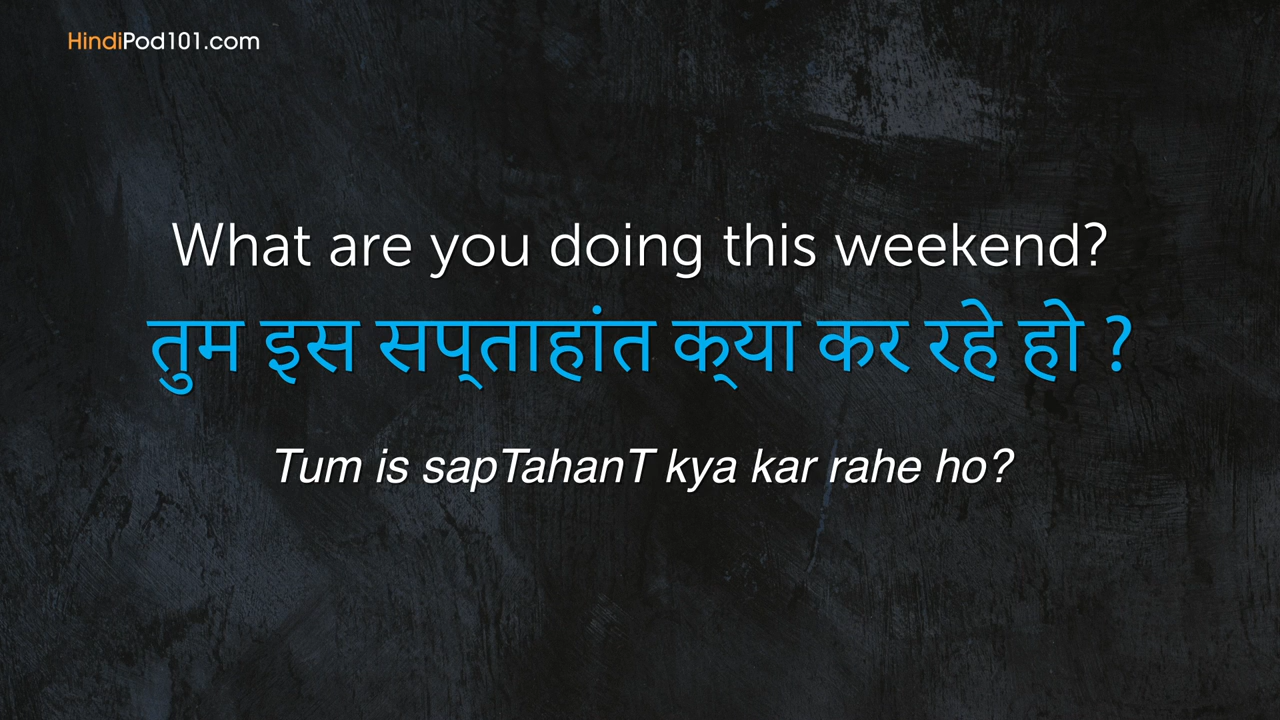 HindiPod101.com
What are you doing this weekend?
तुम इस सप्‌ताहांत क्‌या कर रहे हो ?
Tum is sapTahanT kya kar rahe ho?